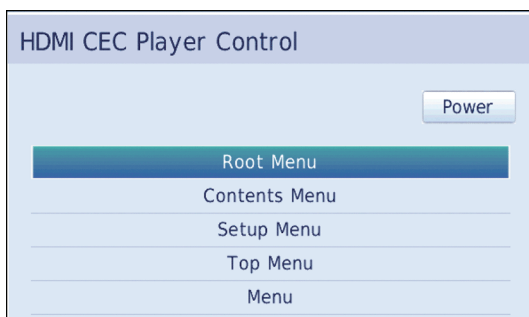 HDMI CEC Player Control
Power
Root Menu
Contents Menu
Setup Menu
Top Menu
Menu